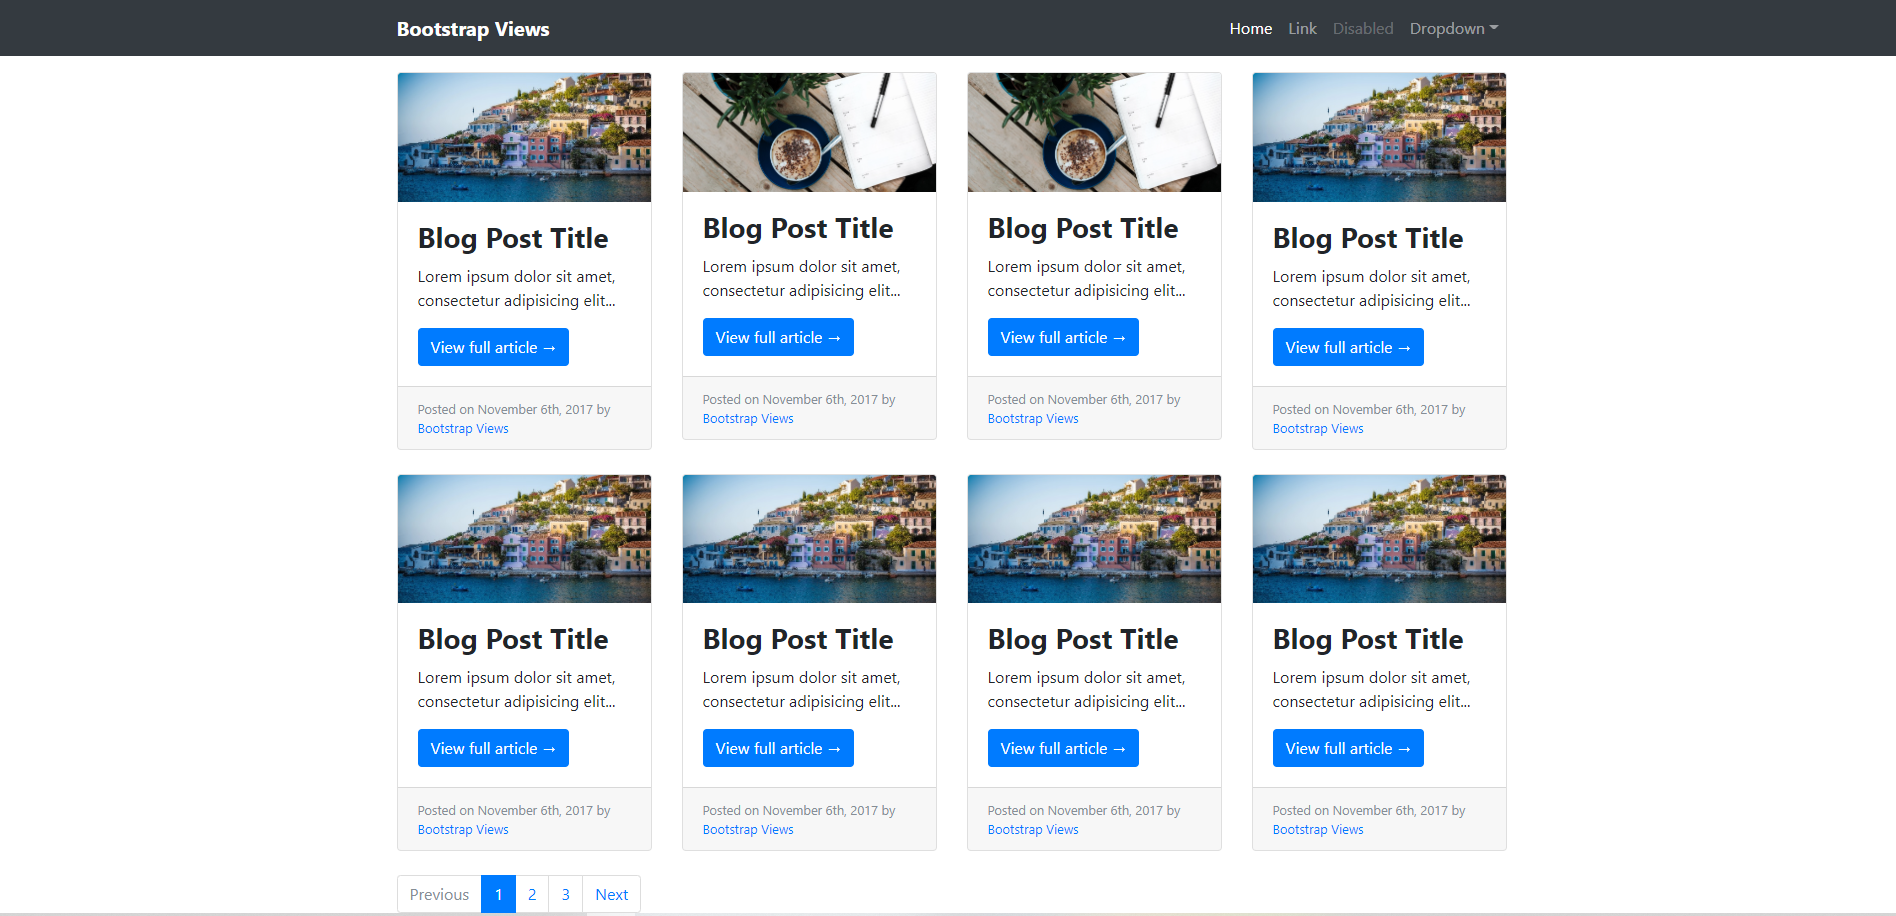 Bootstrap Views
Home Link Disabled Dropdown
Blog Post Title
Lorem ipsum dolor sit amet,
consectetur adipisicing elit...
View full article →
Posted on November 6th, 2017 by
Bootstrap Views
Blog Post Title
Lorem ipsum dolor sit amet,
consectetur adipisicing elit...
View full article →
Posted on November 6th, 2017 by
Bootstrap Views
Blog Post Title
Lorem ipsum dolor sit amet,
consectetur adipisicing elit...
View full article →
Posted on November 6th, 2017 by
Bootstrap Views
Blog Post Title
Lorem ipsum dolor sit amet,
consectetur adipisicing elit...
View full article →
Posted on November 6th, 2017 by
Bootstrap Views
Blog Post Title
Lorem ipsum dolor sit amet,
consectetur adipisicing elit...
View full article →
Posted on November 6th, 2017 by
Bootstrap Views
Blog Post Title
Lorem ipsum dolor sit amet,
consectetur adipisicing elit...
View full article →
Posted on November 6th, 2017 by
Bootstrap Views
Blog Post Title
Lorem ipsum dolor sit amet,
consectetur adipisicing elit...
View full article →
Posted on November 6th, 2017 by
Bootstrap Views
Blog Post Title
Lorem ipsum dolor sit amet,
consectetur adipisicing elit...
View full article →
Posted on November 6th, 2017 by
Bootstrap Views
Previous 1 2 3 Next